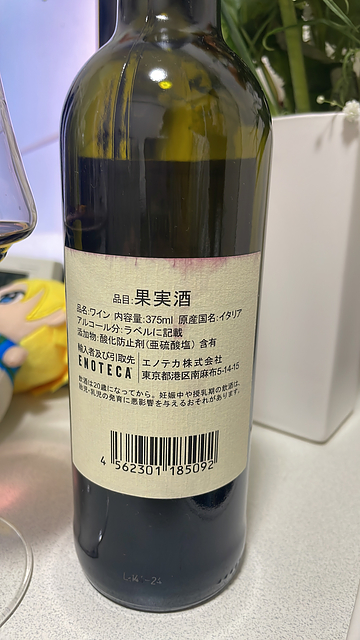 品目:果実酒
品名:ワイン 内容量:375ml 原産国名:イタリア
アルコール分:ラベルに記載
添加物:酸化防止剤(亜硫酸塩)含有
輸入者及び引取先
ENOTECA
エノテカ株式会社
東京都港区南麻布5-14-15
飲酒は20歳になってから。妊娠中や授乳期の飲酒は、
胎児・乳児の発育に悪影響を与えるおそれがあります。
4 562301 185092